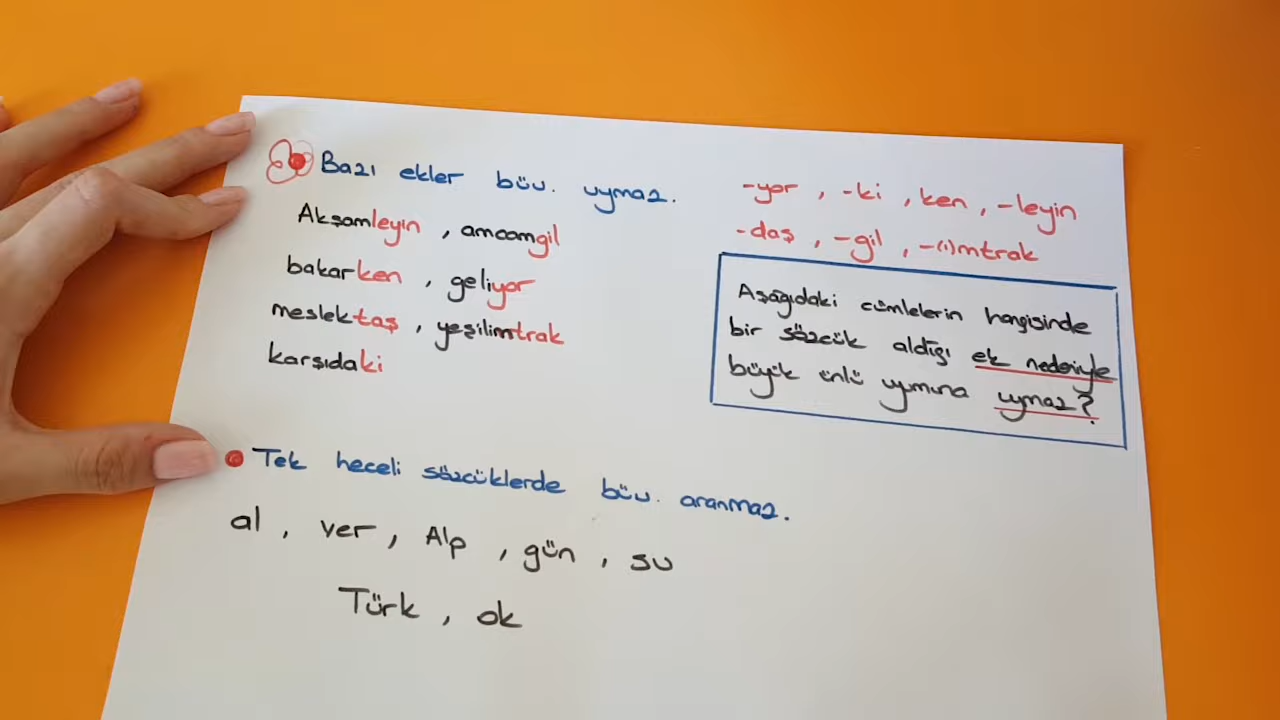 Bazı ekler büu. uymaz.
Akşamleyin, amcamgil
bakarken, geliyor
meslektaş, yeşilimtrak
karşıdaki
-yor, -ki, ken, -leyin
-daş, -gil, -(i)mtrak
Aşağıdaki cümlelerin hangisinde
bir sözcük aldığı ek nedeniyle
büyük ünlü uyumuna uymaz?
Tek heceli sözcüklerde büu. aranmaz.
al, ver, Alp, gün, su
Türk, ok